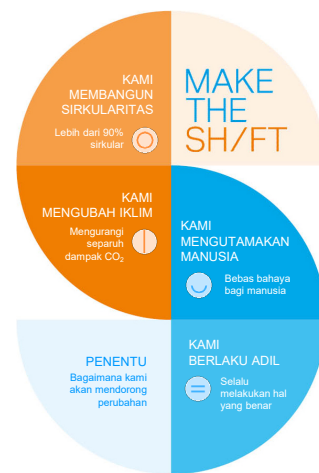 KAMI
MEMBANGUN
SIRKULARITAS
Lebih dari 90%
sirkular
MAKE
THE
SH/FT
KAMI
MENGUBAH IKLIM
Mengurangi
separuh
dampak CO₂
KAMI
MENGUTAMAKAN
MANUSIA
Bebas bahaya
bagi manusia
PENENTU
Bagaimana kami
akan mendorong
perubahan
KAMI
BERLAKU ADIL
Selalu
melakukan hal
yang benar